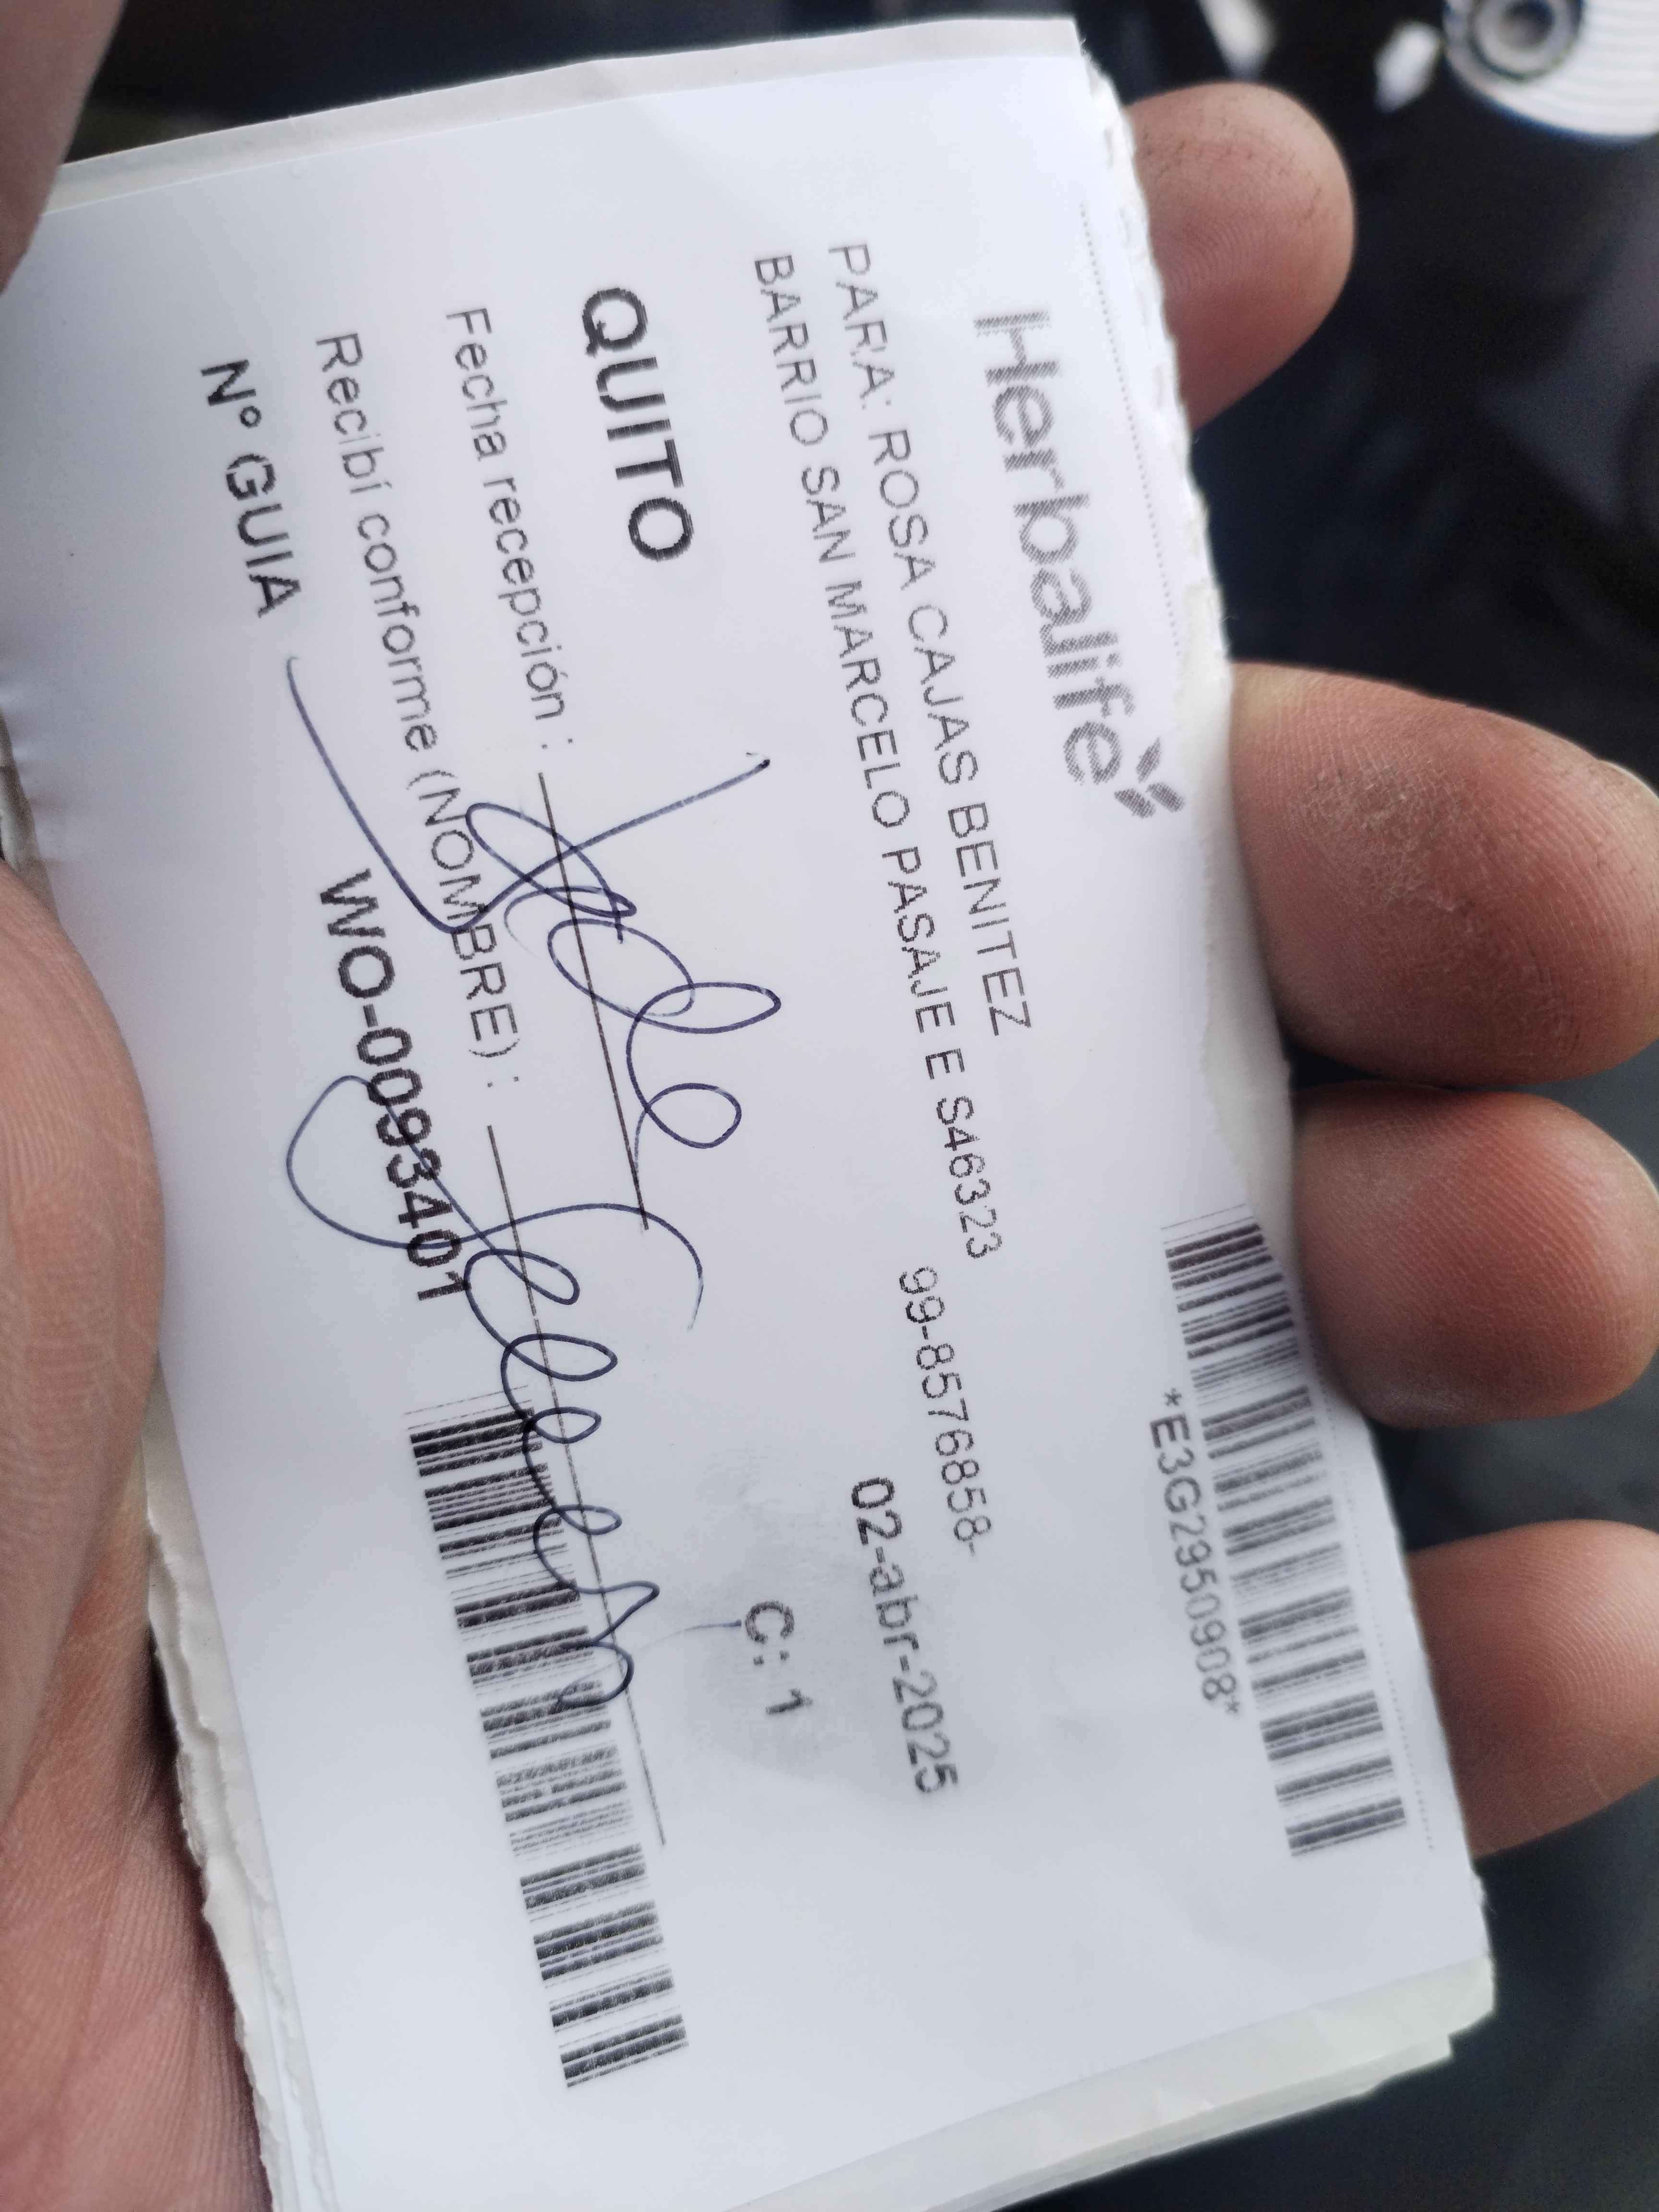 Herbalife
*E3G2950908*
PARA: ROSA CAJAS BENITEZ
99-8576858-
BARRIO SAN MARCELO PASAJE E S46323
02-abr-2025
QUITO
C: 1
Fecha recepción :
Recibí conforme (NOMBRE) :
Nº GUIA WO-0093401